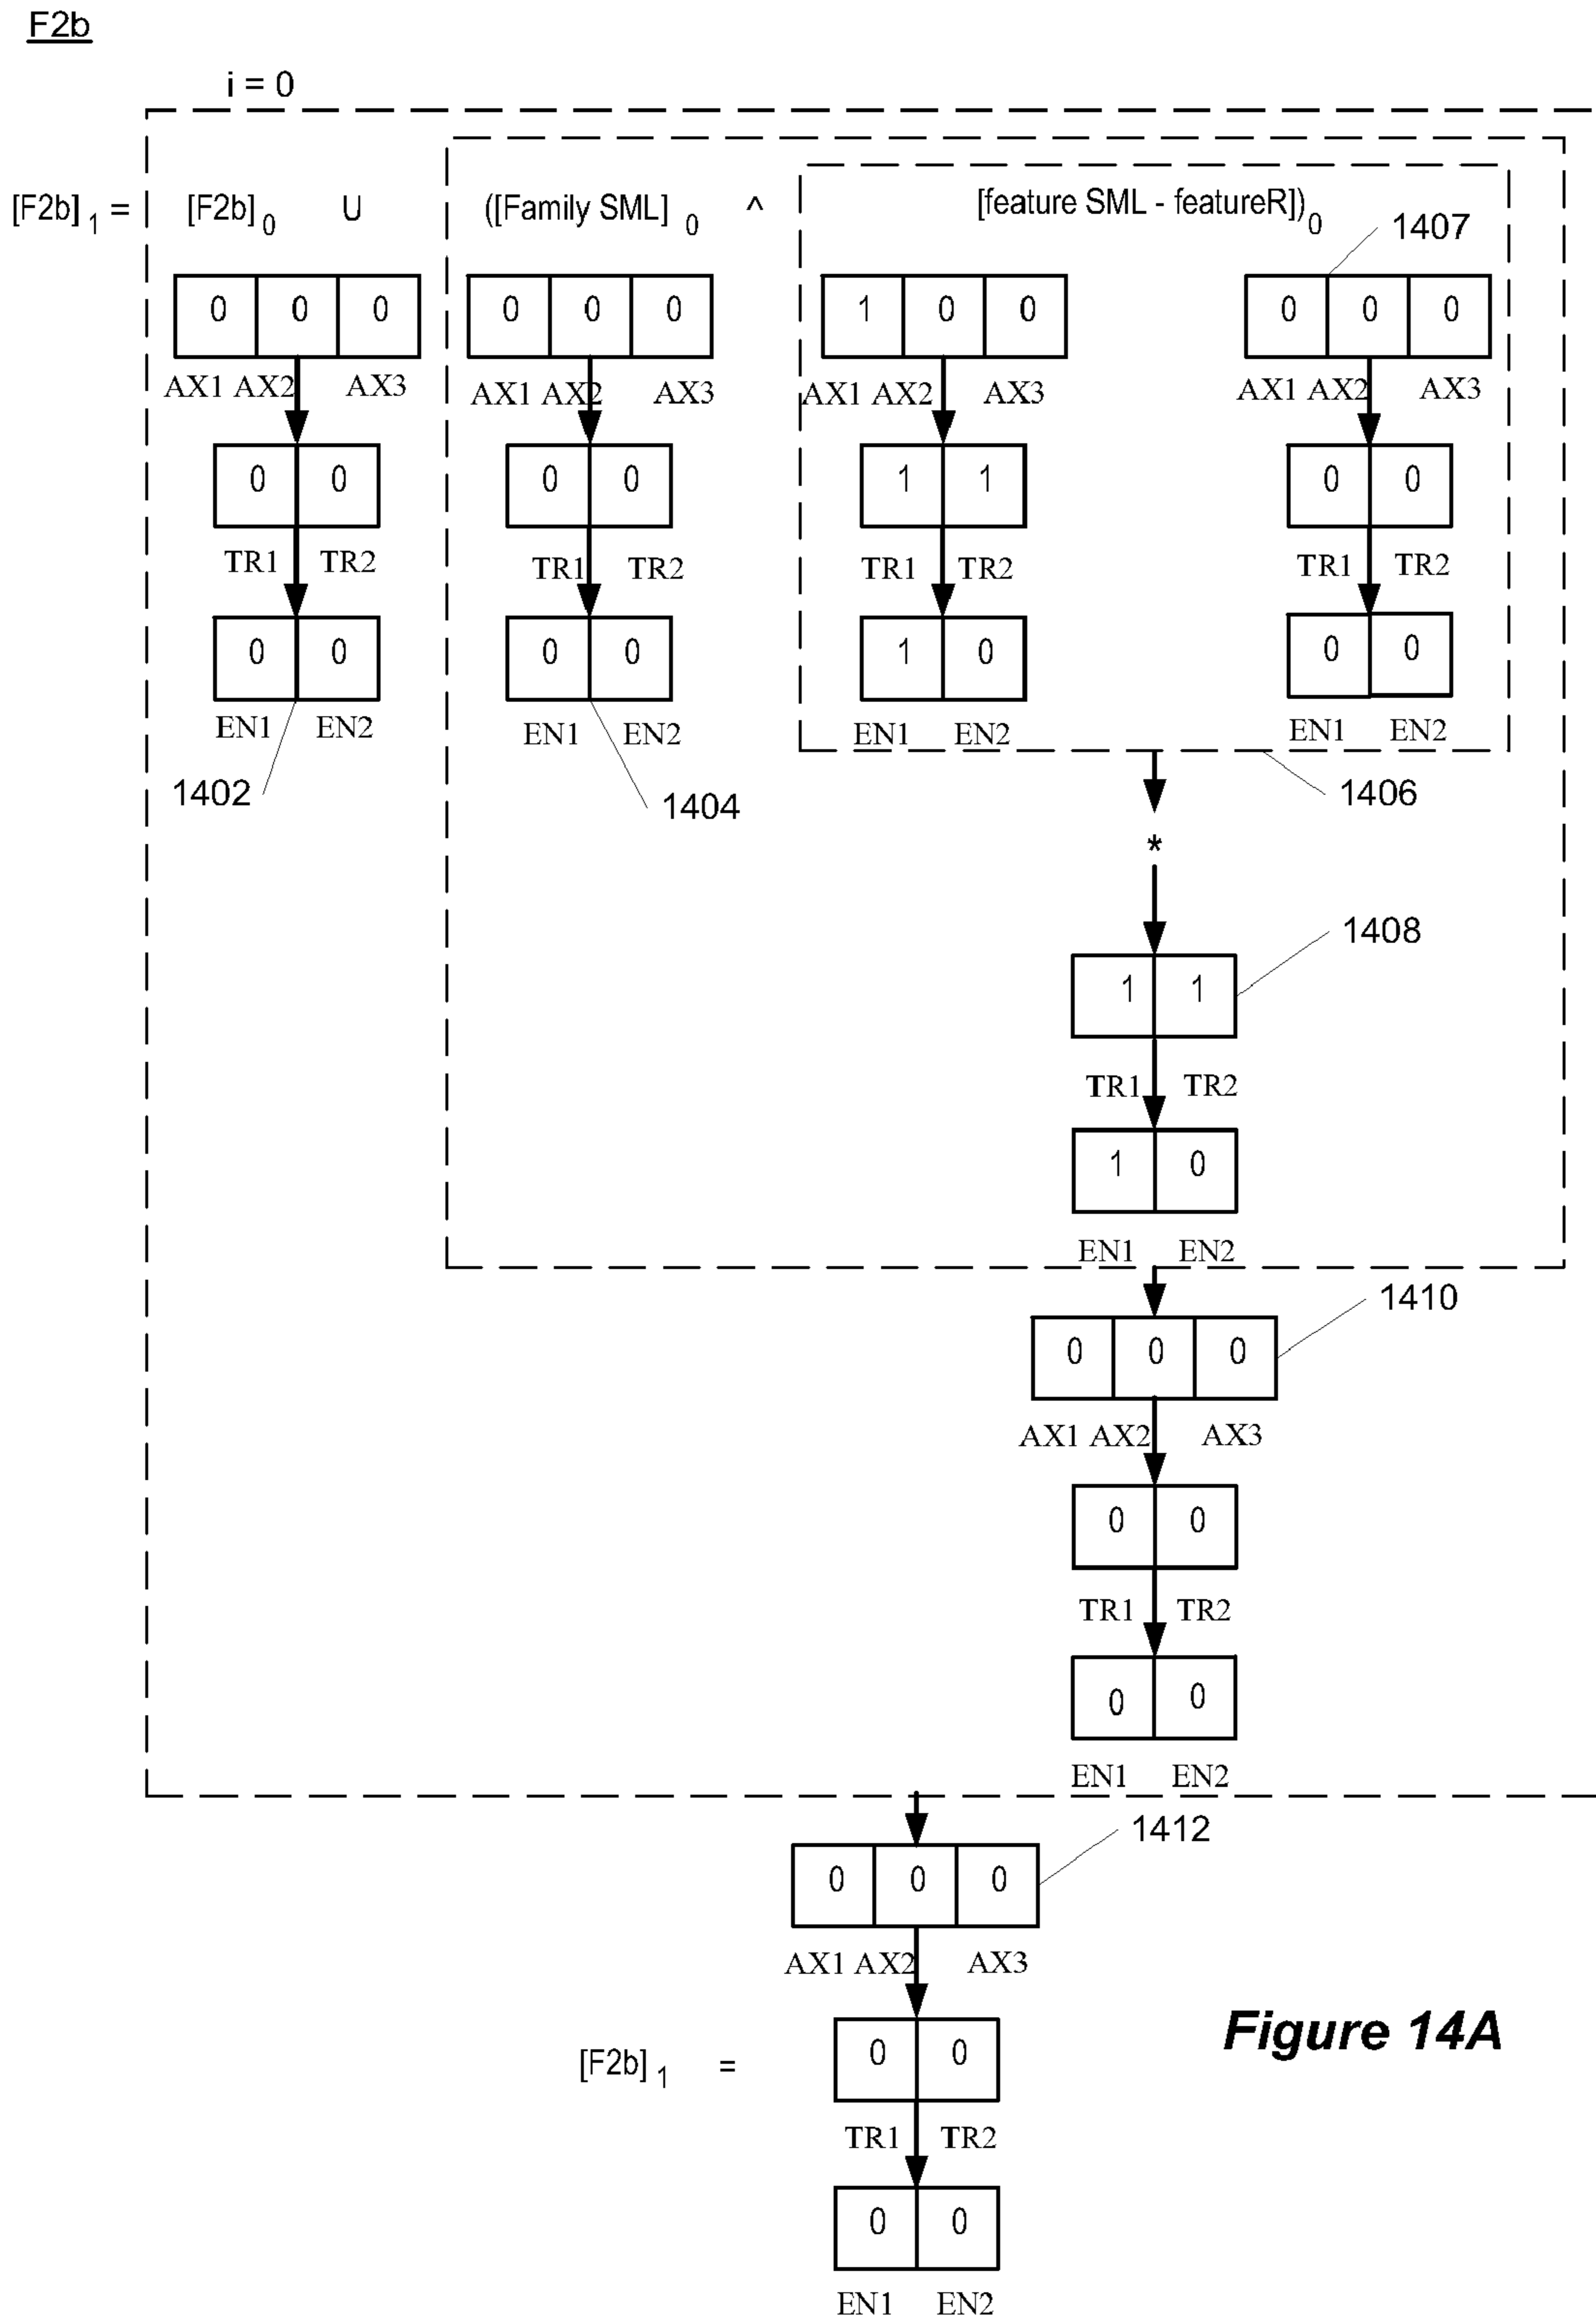 F2b
i = 0
[F2b] 1 = [F2b] 0 U ([Family SML] 0 ^ [feature SML - featureR]) 0
1407
0 0 0 0 0 0 1 0 0 0 0 0
AX1 AX2 AX3 AX1 AX2 AX3 AX1 AX2 AX3 AX1 AX2 AX3
0 0 0 0 1 1 0 0
TR1 TR2 TR1 TR2 TR1 TR2 TR1 TR2
0 0 0 0 1 0 0 0
EN1 EN2 EN1 EN2 EN1 EN2 EN1 EN2
1402 1404 1406
*
1408
1 1
TR1 TR2
1 0
EN1 EN2
1410
0 0 0
AX1 AX2 AX3
0 0
TR1 TR2
0 0
EN1 EN2
1412
0 0 0
AX1 AX2 AX3
Figure 14A
[F2b] 1 = 0 0
TR1 TR2
0 0
EN1 EN2